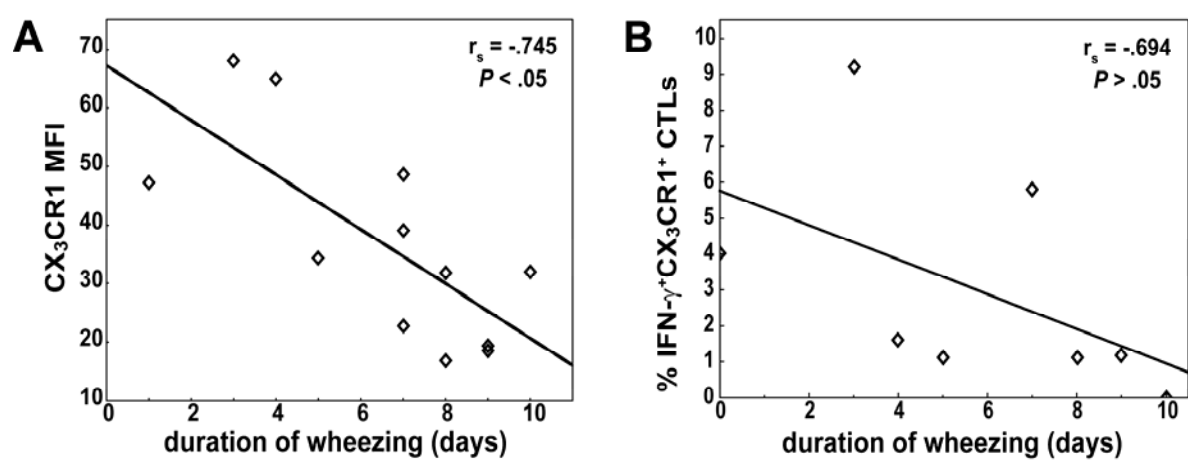 A
CX₃CR1 MFI
70
60
50
40
30
20
10
rₛ = -.745
P < .05
0 2 4 6 8 10
duration of wheezing (days)
B
% IFN-γ⁺CX₃CR1⁺ CTLs
10
9
8
7
6
5
4
3
2
1
0
rₛ = -.694
P > .05
0 2 4 6 8 10
duration of wheezing (days)